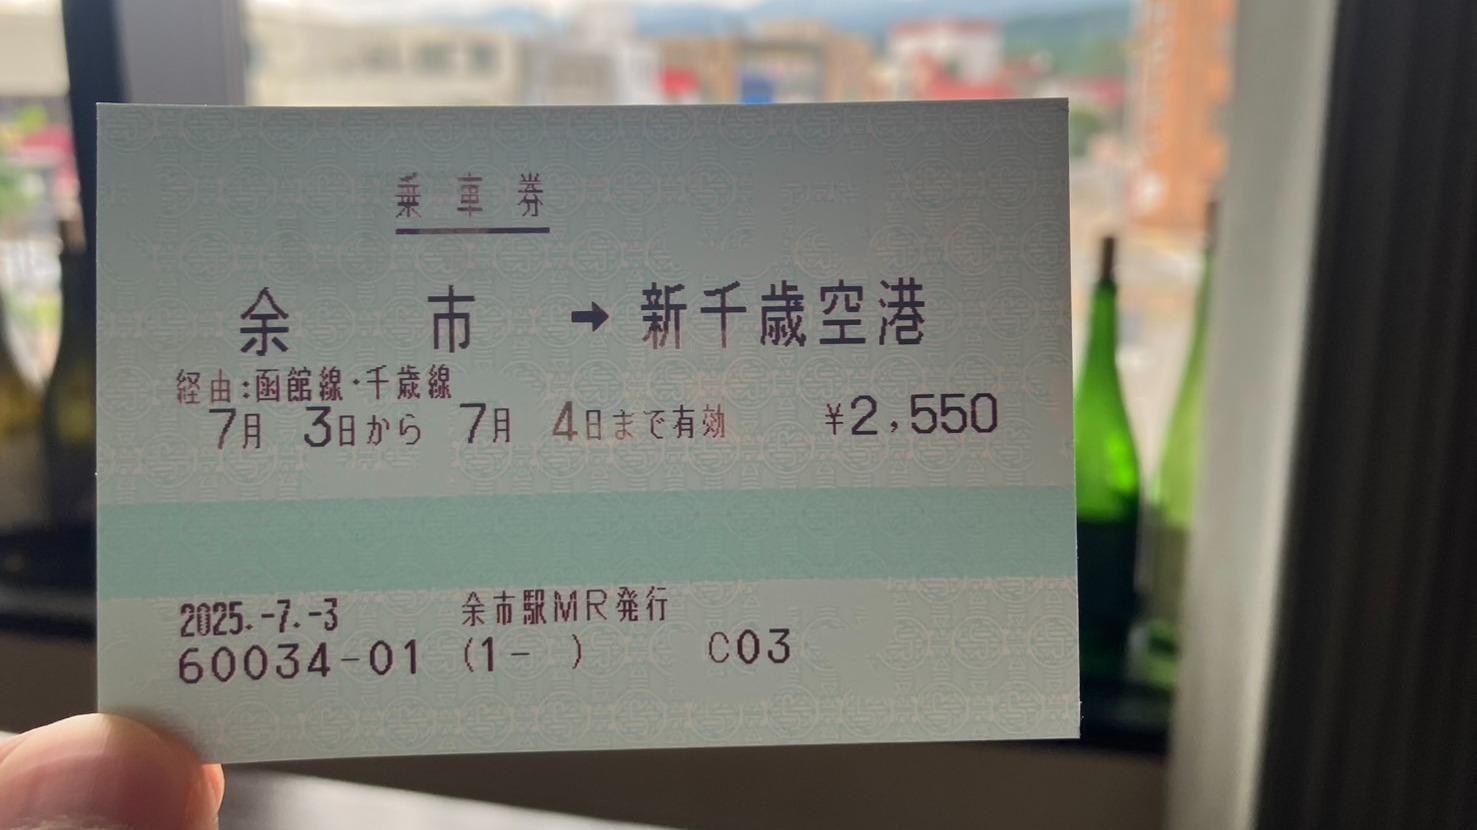 乗車券
余市 ➡ 新千歳空港
経由:函館線・千歳線
7月 3日から 7月 4日まで有効 ¥2,550
2025.-7.-3 余市駅MR発行
60034-01 (1- ) C03